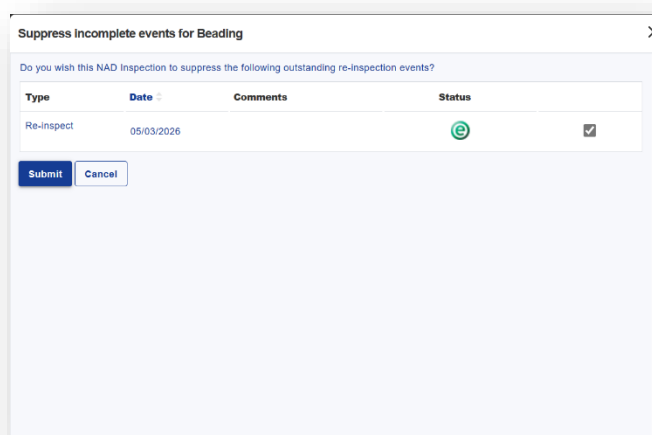 Suppress incomplete events for Beading
Do you wish this NAD Inspection to suppress the following outstanding re-inspection events?
Type Date Comments Status
Re-inspect 05/03/2026 e
Submit Cancel